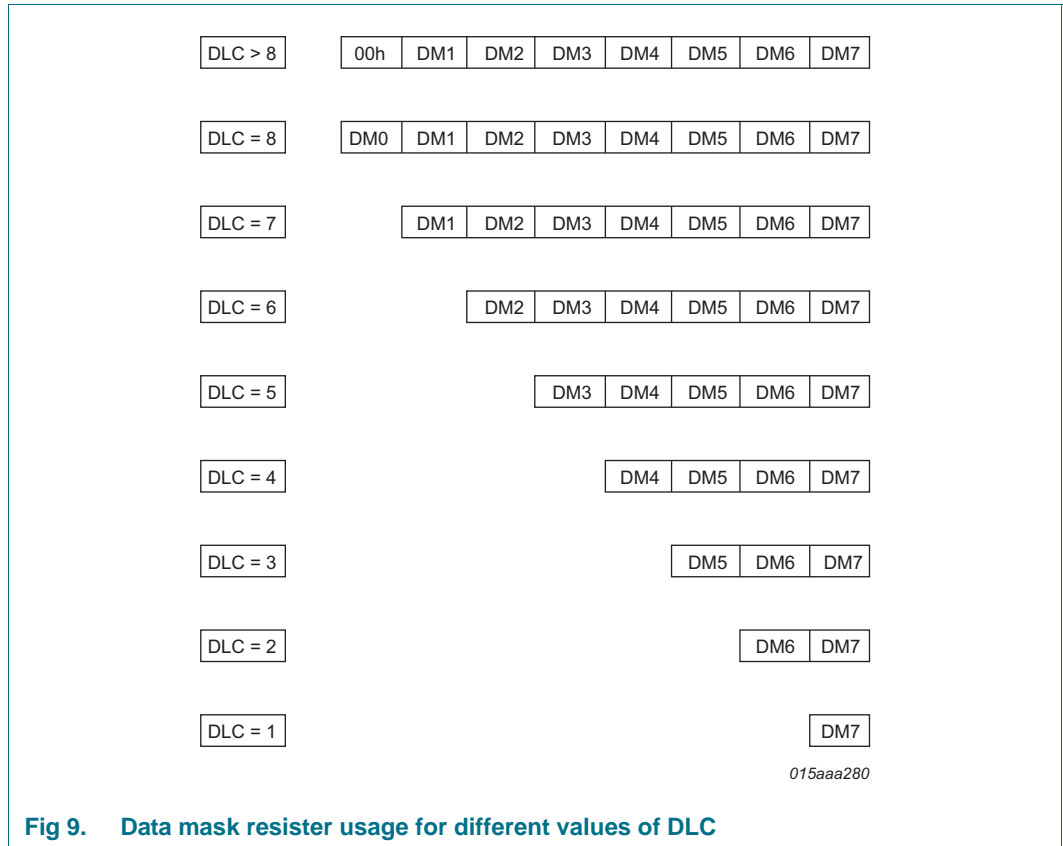 DLC > 8 00h DM1 DM2 DM3 DM4 DM5 DM6 DM7
DLC = 8 DM0 DM1 DM2 DM3 DM4 DM5 DM6 DM7
DLC = 7 DM1 DM2 DM3 DM4 DM5 DM6 DM7
DLC = 6 DM2 DM3 DM4 DM5 DM6 DM7
DLC = 5 DM3 DM4 DM5 DM6 DM7
DLC = 4 DM4 DM5 DM6 DM7
DLC = 3 DM5 DM6 DM7
DLC = 2 DM6 DM7
DLC = 1 DM7
015aaa280
Fig 9. Data mask resister usage for different values of DLC